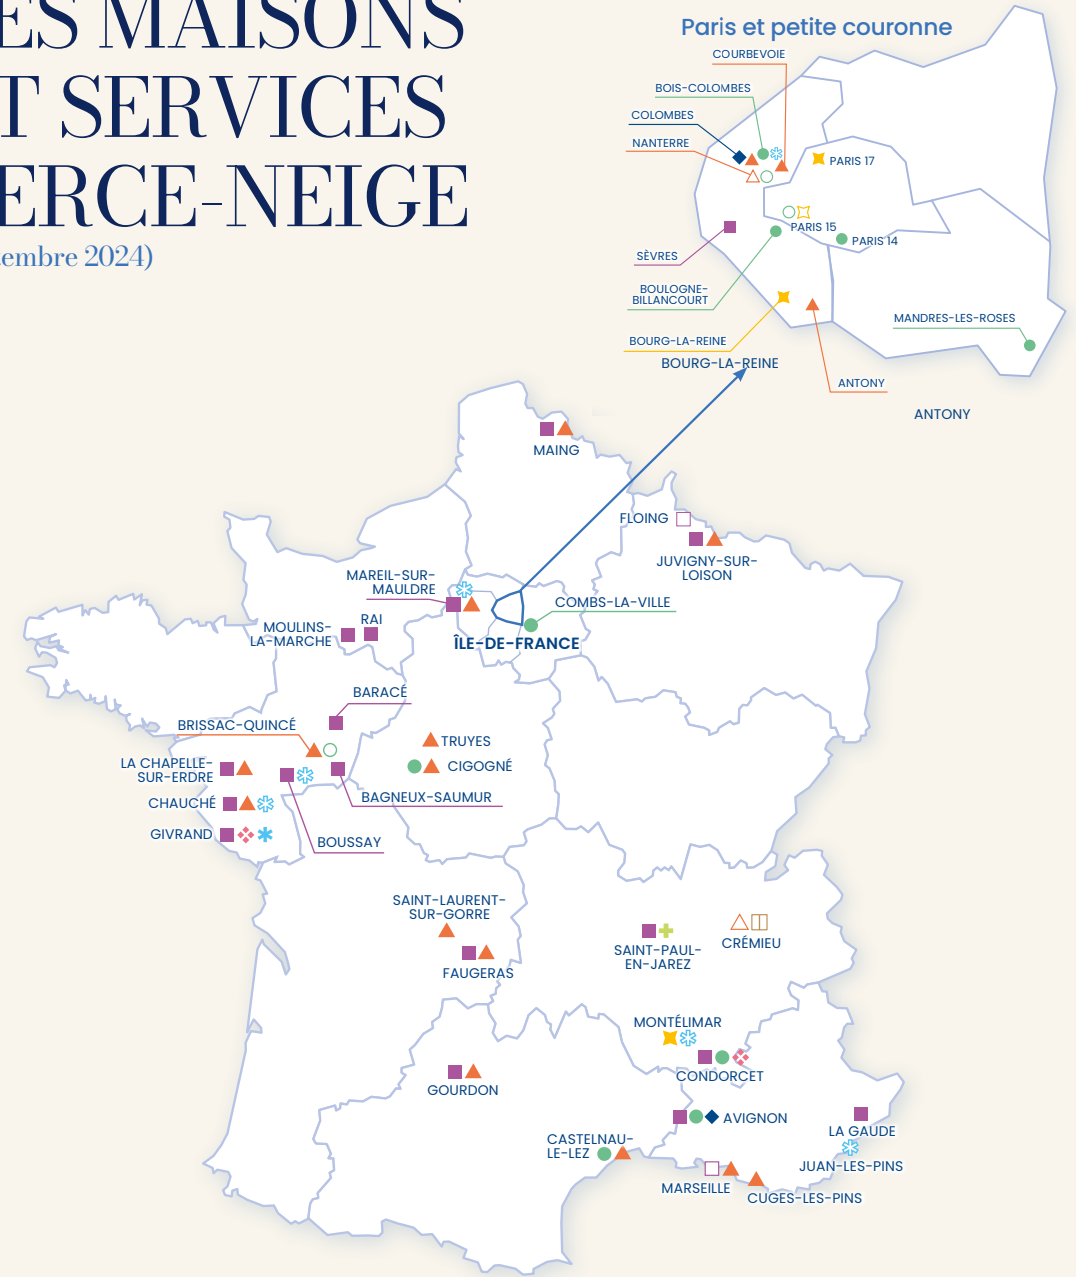 ES MAISONS
T SERVICES
ERCE-NEIGE
tembre 2024)
Paris et petite couronne
COURBEVOIE
BOIS-COLOMBES
COLOMBES
NANTERRE
PARIS 17
PARIS 15
PARIS 14
SÈVRES
BOULOGNE-
BILLANCOURT
MANDRES-LES-ROSES
BOURG-LA-REINE
BOURG-LA-REINE
ANTONY
ANTONY
MAING
FLOING
JUVIGNY-SUR-
LOISON
MAREIL-SUR-
MAULDRE
COMBS-LA-VILLE
RAI
MOULINS-
LA-MARCHE
ÎLE-DE-FRANCE
BARACÉ
BRISSAC-QUINCÉ
TRUYES
LA CHAPELLE-
SUR-ERDRE
CIGOGNÉ
BAGNEUX-SAUMUR
CHAUCHÉ
GIVRAND
BOUSSAY
SAINT-LAURENT-
SUR-GORRE
FAUGERAS
SAINT-PAUL-
EN-JAREZ
CRÉMIEU
MONTÉLIMAR
CONDORCET
GOURDON
AVIGNON
LA GAUDE
CASTELNAU-
LE-LEZ
JUAN-LES-PINS
MARSEILLE
CUGES-LES-PINS